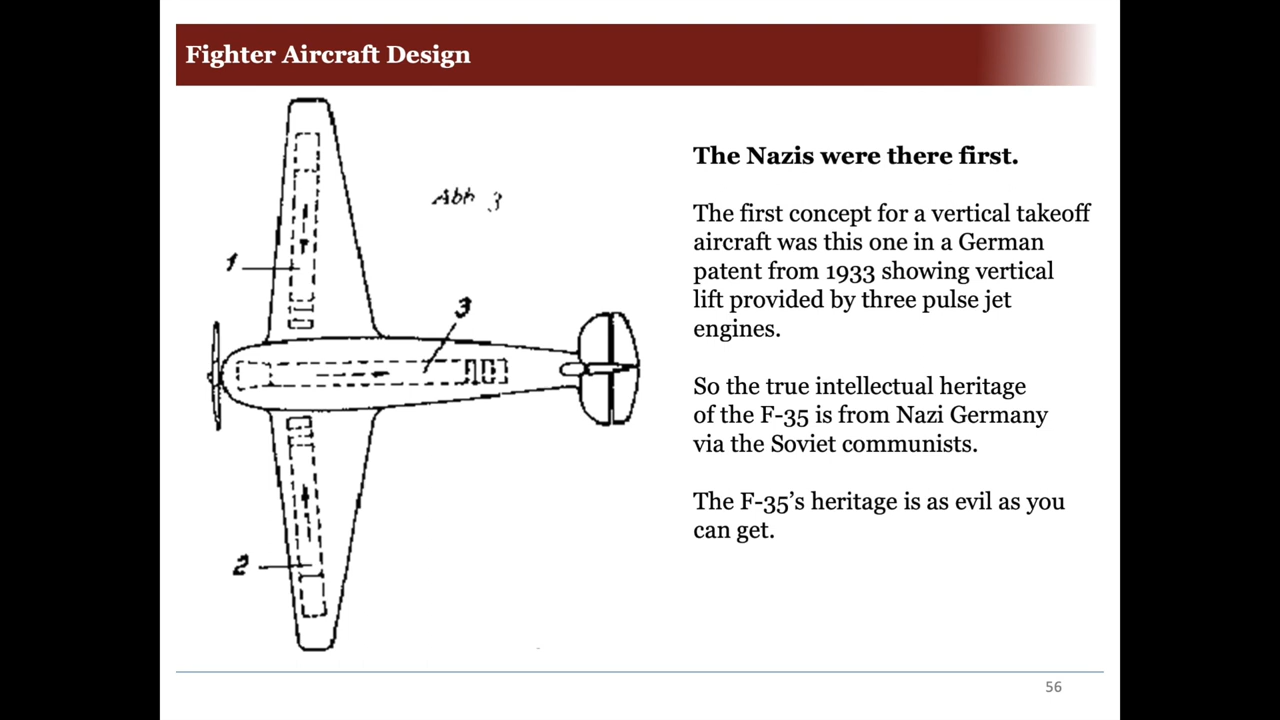 Fighter Aircraft Design
Abb 3
1
3
2
The Nazis were there first.
The first concept for a vertical takeoff
aircraft was this one in a German
patent from 1933 showing vertical
lift provided by three pulse jet
engines.
So the true intellectual heritage
of the F-35 is from Nazi Germany
via the Soviet communists.
The F-35’s heritage is as evil as you
can get.
56